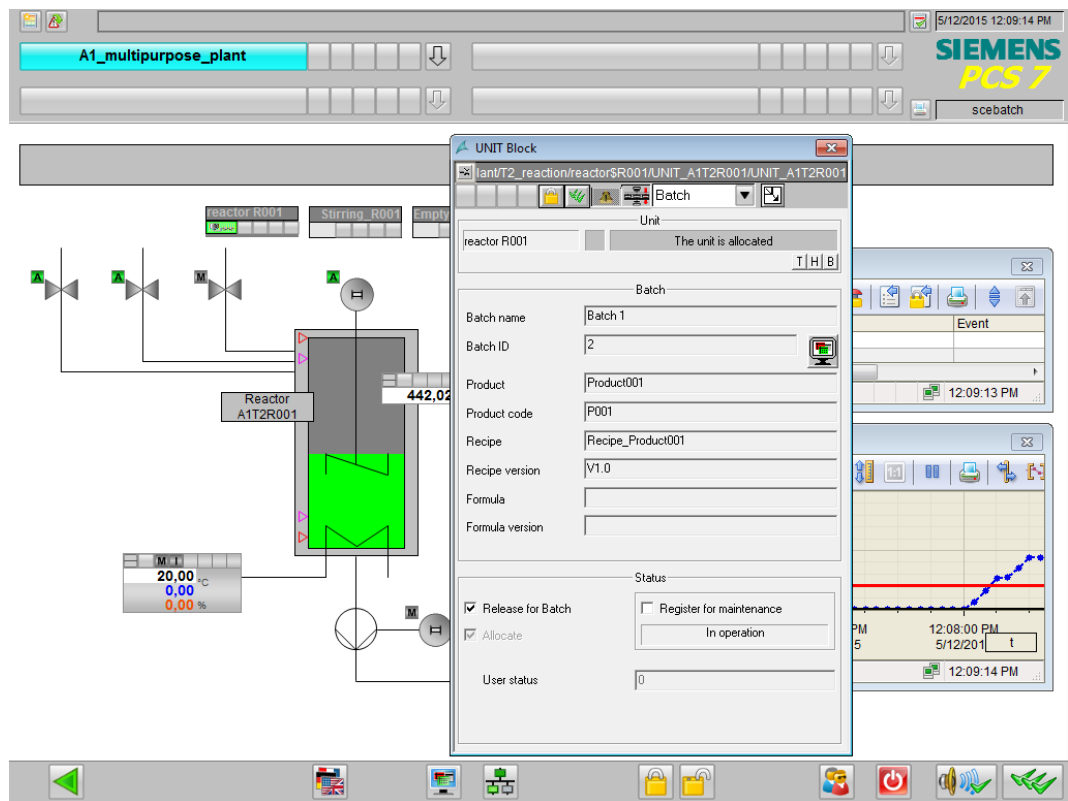 5/12/2015 12:09:14 PM
A1_multipurpose_plant
SIEMENS
PCS 7
scebatch
UNIT Block
lant/T2_reaction/reactor$R001/UNIT_A1T2R001/UNIT_A1T2R001
Batch
Unit
reactor R001
The unit is allocated
T H B
reactor R001
Stirring_R001
Empty
A
A
M
A
Batch
Batch name
Batch 1
Batch ID
2
Product
Product001
Product code
P001
Recipe
Recipe_Product001
Recipe version
V1.0
Formula
Formula version
Event
12:09:13 PM
Reactor
A1T2R001
442,02
M I
20,00 °C
0,00
0,00 %
M
Status
Release for Batch
Register for maintenance
Allocate
In operation
User status
0
PM
12:08:00 PM
5
5/12/201
t
12:09:14 PM